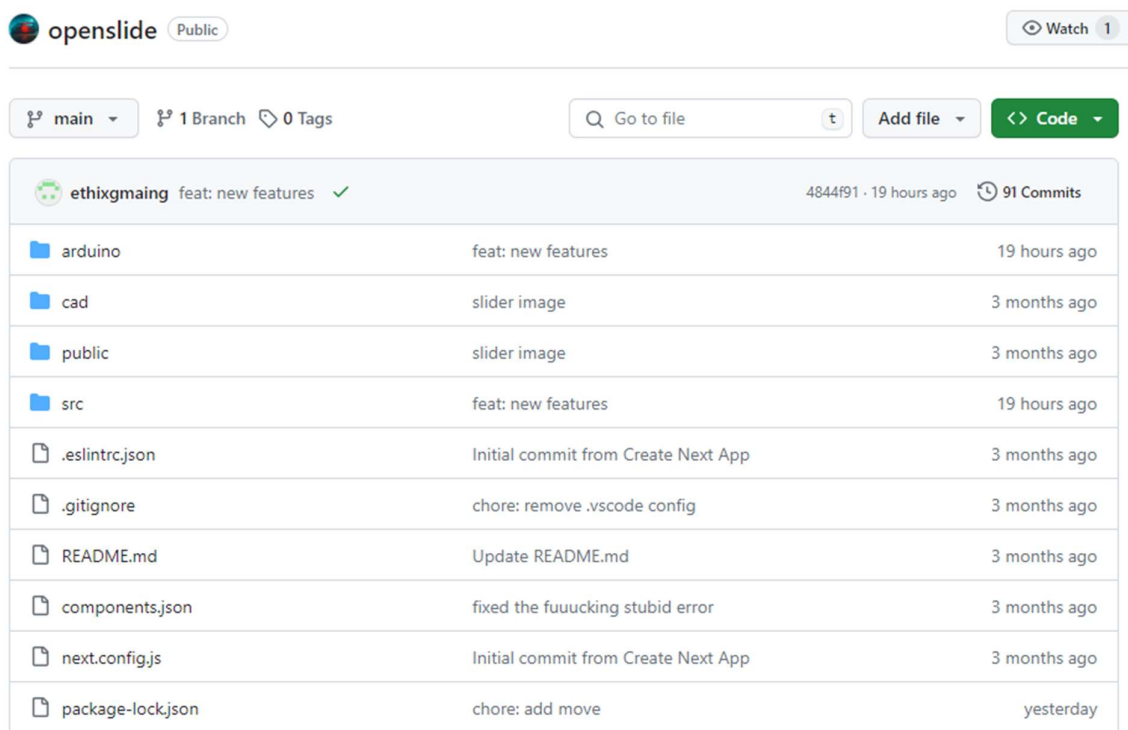 openslide Public Watch 1
main 1 Branch 0 Tags Go to file t Add file <> Code
ethixgmaing feat: new features 4844f91 · 19 hours ago 91 Commits
arduino feat: new features 19 hours ago
cad slider image 3 months ago
public slider image 3 months ago
src feat: new features 19 hours ago
.eslintrc.json Initial commit from Create Next App 3 months ago
.gitignore chore: remove .vscode config 3 months ago
README.md Update README.md 3 months ago
components.json fixed the fuuucking stubid error 3 months ago
next.config.js Initial commit from Create Next App 3 months ago
package-lock.json chore: add move yesterday